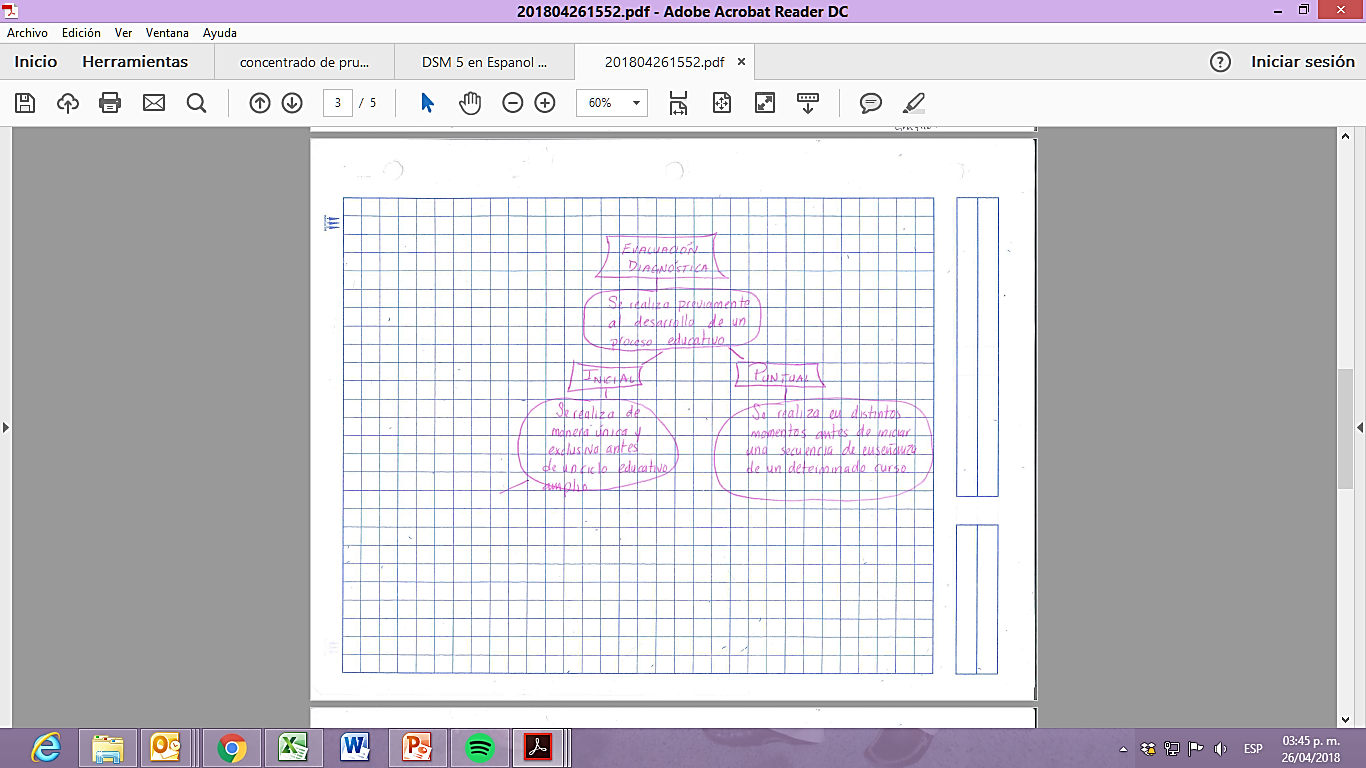 201804261552.pdf - Adobe Acrobat Reader DC
Archivo Edición Ver Ventana Ayuda
Inicio Herramientas concentrado de pru... DSM 5 en Espanol ... 201804261552.pdf × Iniciar sesión
3 / 5 60%
EVALUACIÓN
DIAGNÓSTICA
Se realiza previamente
al desarrollo de un
proceso educativo
INICIAL
Se realiza de
manera única y
exclusivo antes
de un ciclo educativo
amplio
PUNTUAL
Se realiza en distintos
momentos antes de iniciar
una secuencia de enseñanza
de un determinado curso
ESP
03:45 p. m.
26/04/2018